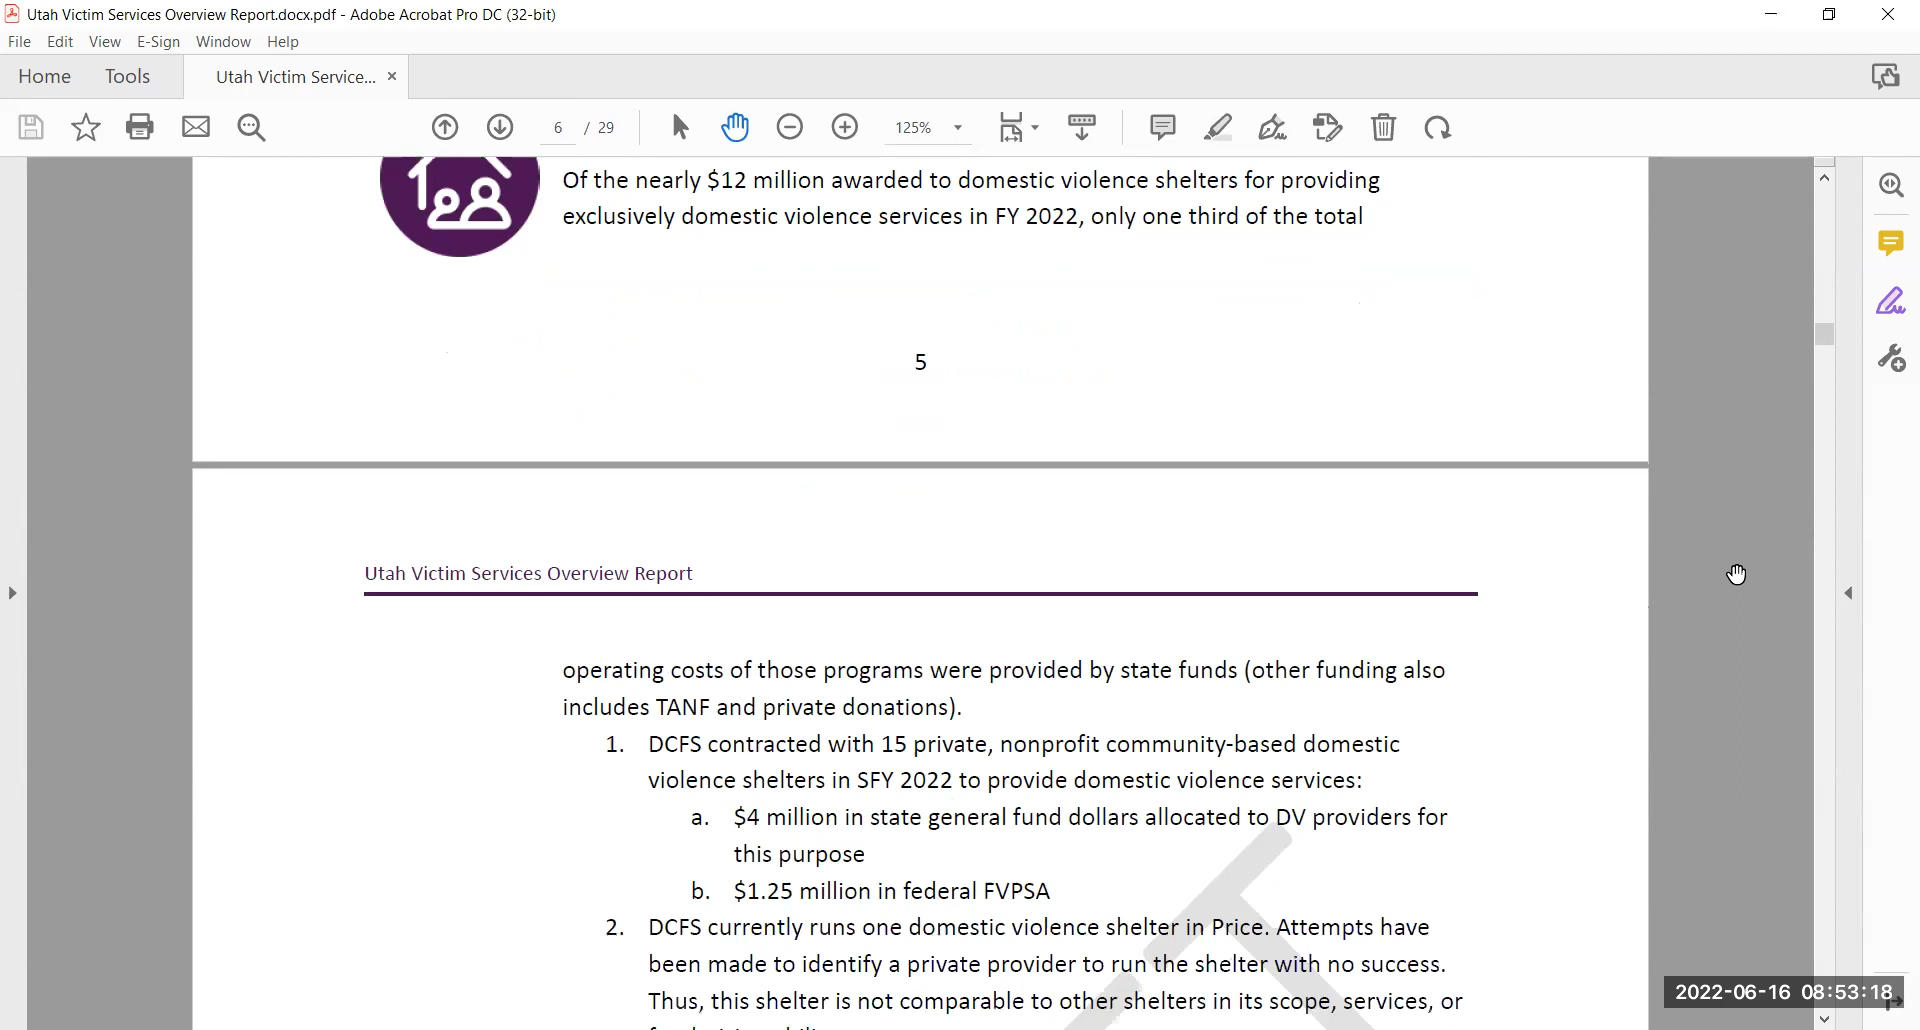 Utah Victim Services Overview Report.docx.pdf - Adobe Acrobat Pro DC (32-bit)
File Edit View E-Sign Window Help
Home Tools Utah Victim Service... ×
6 / 29 125%
Of the nearly $12 million awarded to domestic violence shelters for providing
exclusively domestic violence services in FY 2022, only one third of the total
5
Utah Victim Services Overview Report
operating costs of those programs were provided by state funds (other funding also
includes TANF and private donations).
1. DCFS contracted with 15 private, nonprofit community-based domestic
violence shelters in SFY 2022 to provide domestic violence services:
a. $4 million in state general fund dollars allocated to DV providers for
this purpose
b. $1.25 million in federal FVPSA
2. DCFS currently runs one domestic violence shelter in Price. Attempts have
been made to identify a private provider to run the shelter with no success.
Thus, this shelter is not comparable to other shelters in its scope, services, or
2022-06-16 08:53:18